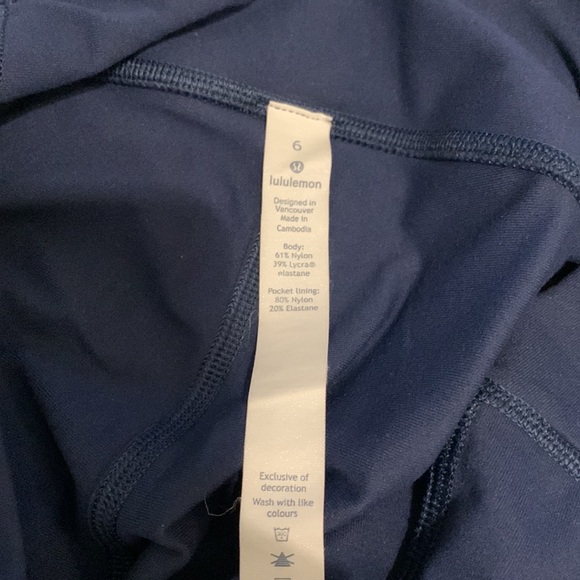 6
lululemon
Designed in
Vancouver
Made in
Cambodia
Body:
61% Nylon
39% Lycra®
elastane
Pocket lining:
80% Nylon
20% Elastane
Exclusive of
decoration
Wash with like
colours